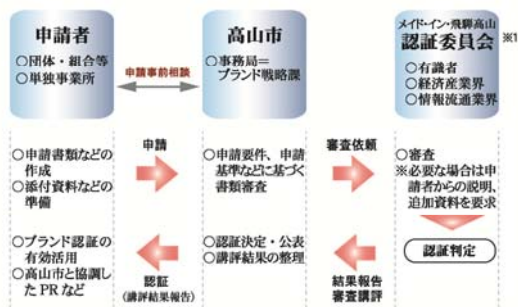 申請者
○団体・組合等
○単独事業所
申請事前相談
高山市
○事務局=
ブランド戦略課
メイド・イン・飛騨高山
認証委員会 ※1
○有識者
○経済産業界
○情報流通業界
○申請書類などの
作成
○添付資料などの
準備
申請
○申請要件、申請
基準などに基づく
書類審査
審査依頼
○審査
※必要な場合は申
請者からの説明、
追加資料を要求
認証判定
結果報告
審査講評
○認証決定・公表
○講評結果の整理
認証
(講評結果報告)
○ブランド認証の
有効活用
○高山市と協調し
た PR など